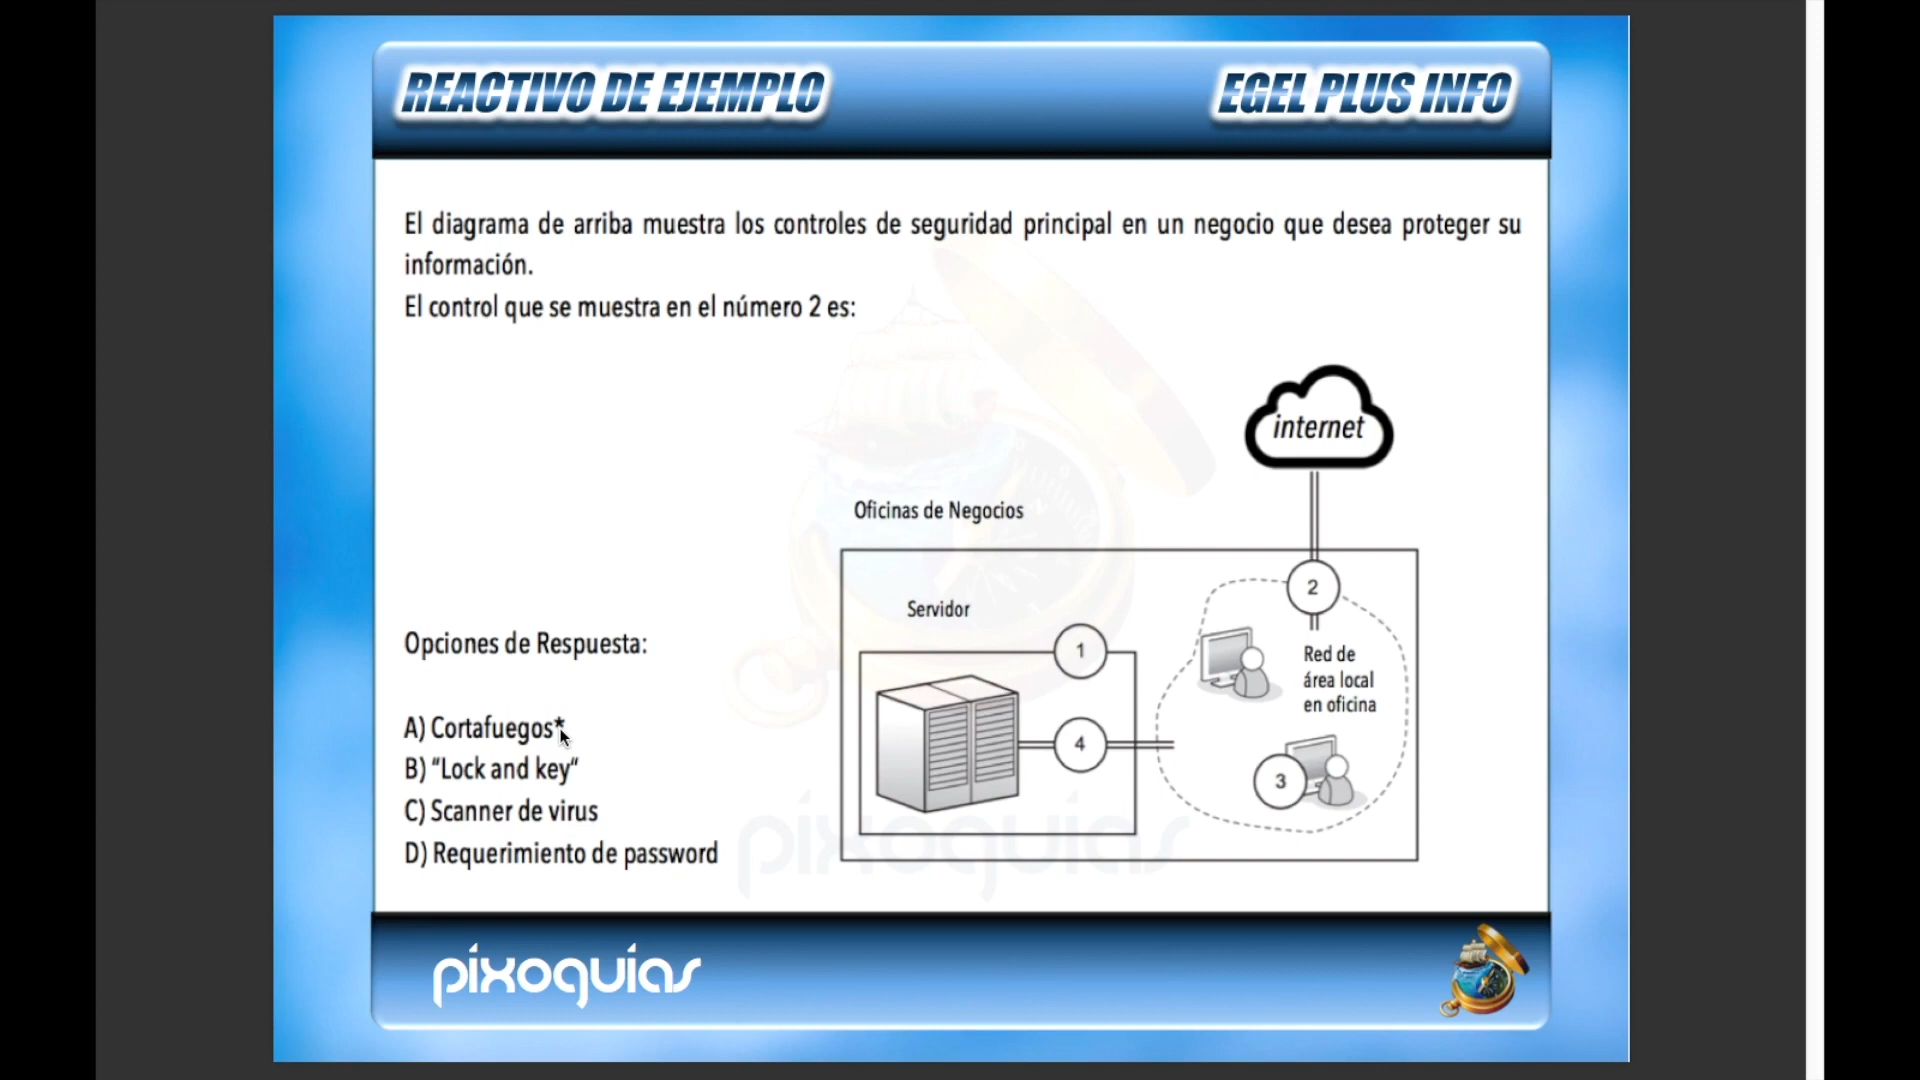 REACTIVO DE EJEMPLO
EGEL PLUS INFO
El diagrama de arriba muestra los controles de seguridad principal en un negocio que desea proteger su
información.
El control que se muestra en el número 2 es:
internet
Oficinas de Negocios
2
Servidor
Opciones de Respuesta:
1
Red de
área local
en oficina
A) Cortafuegos*
4
B) “Lock and key“
3
C) Scanner de virus
D) Requerimiento de password
pixoguias
pixoguias